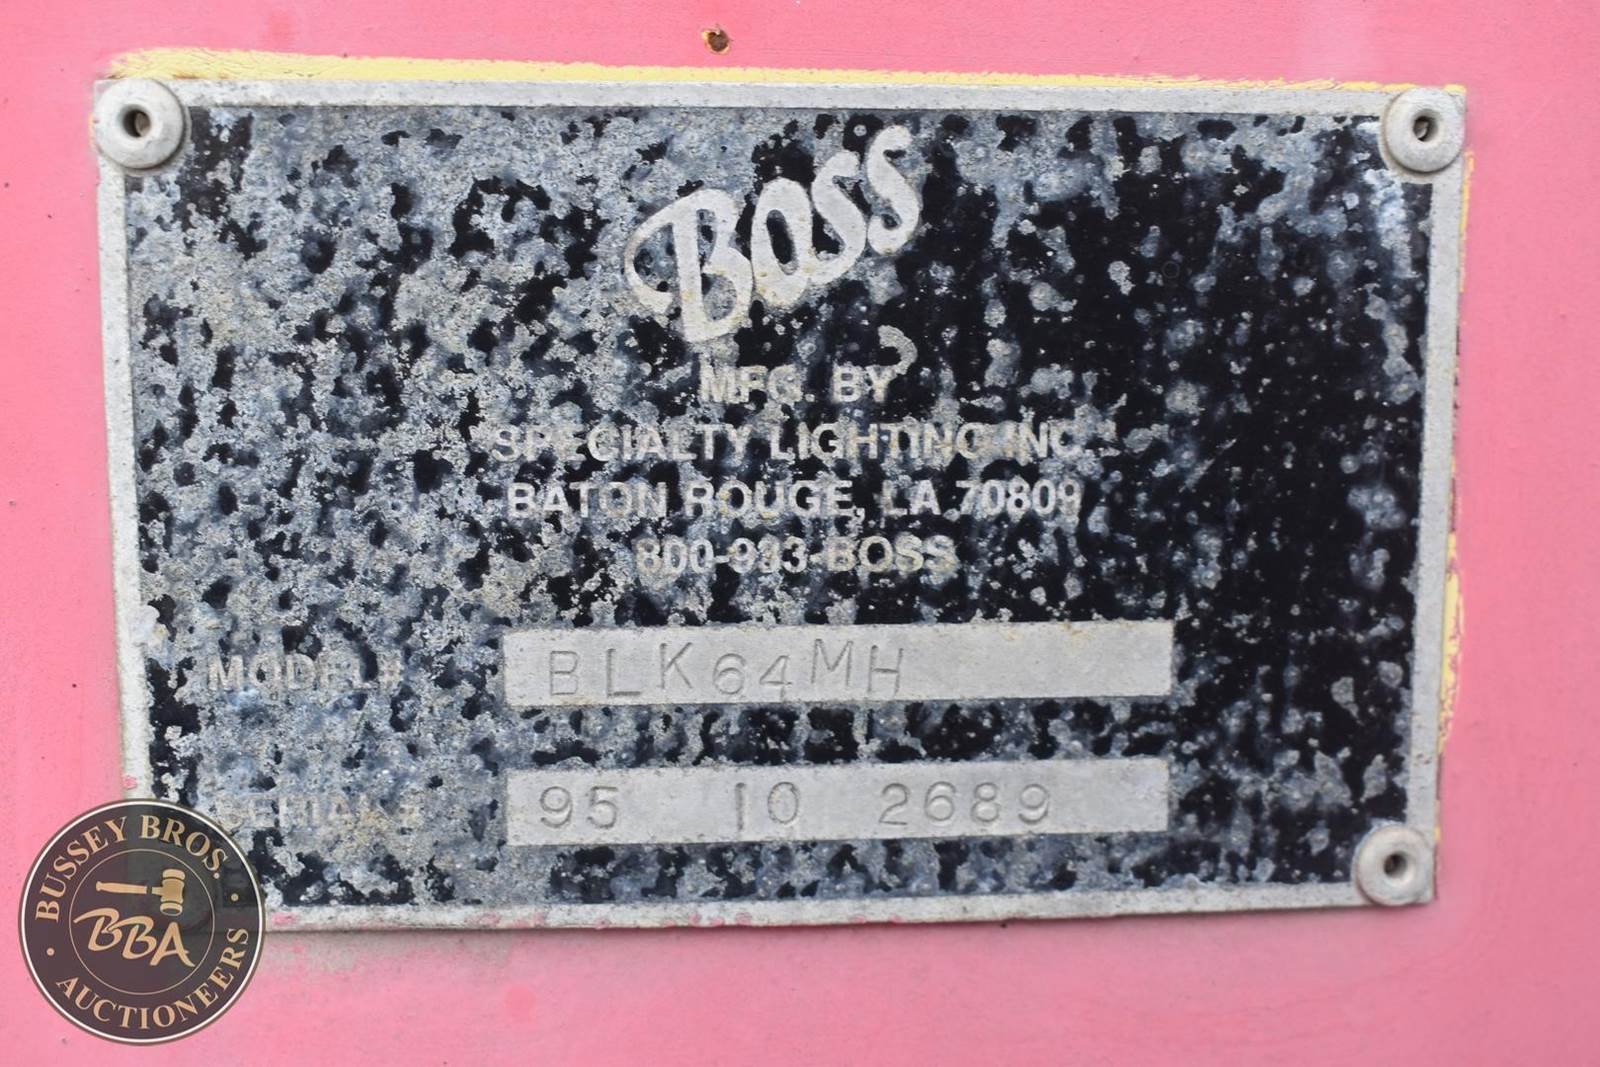 BOSS
MFG. BY
SPECIALTY LIGHTING INC.
BATON ROUGE, LA 70809
800-993-BOSS
MODEL# BLK64MH
SERIAL# 95 10 2689
BUSSEY BROS.
BBA
AUCTIONEERS